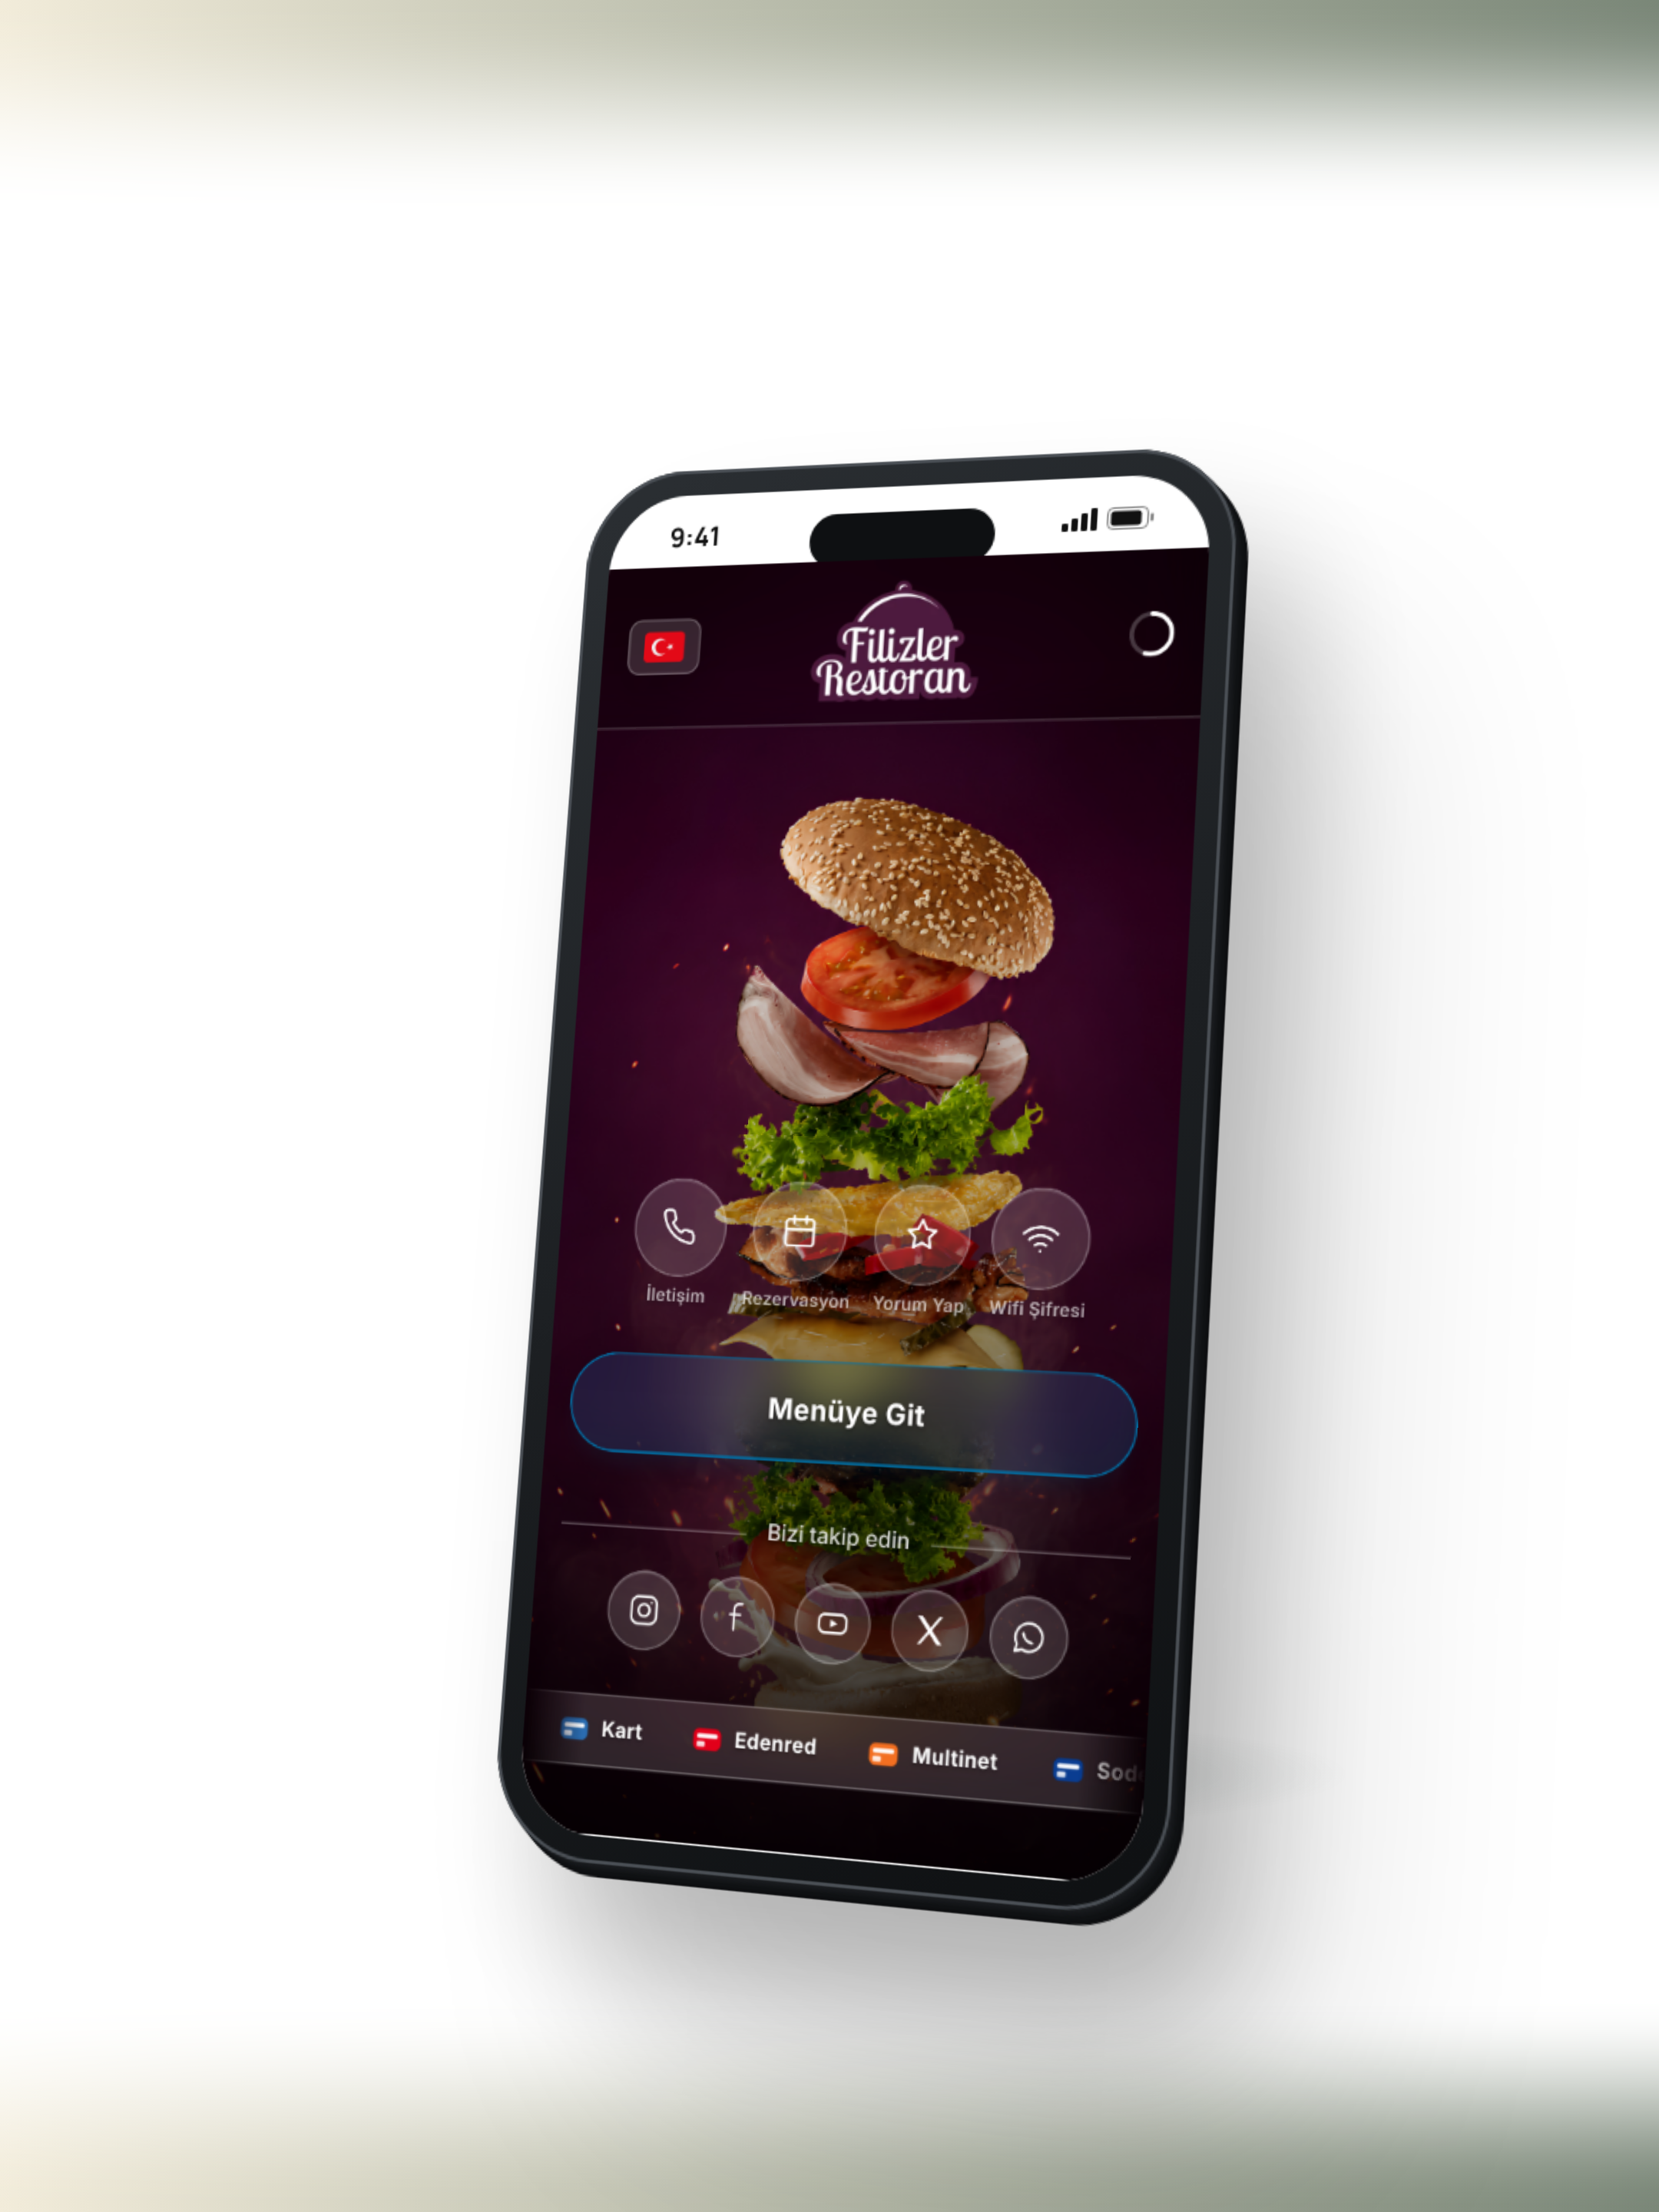 9:41
Filizler
Restoran
İletişim Rezervasyon Yorum Yap Wifi Şifresi
Menüye Git
Bizi takip edin
Kart Edenred Multinet